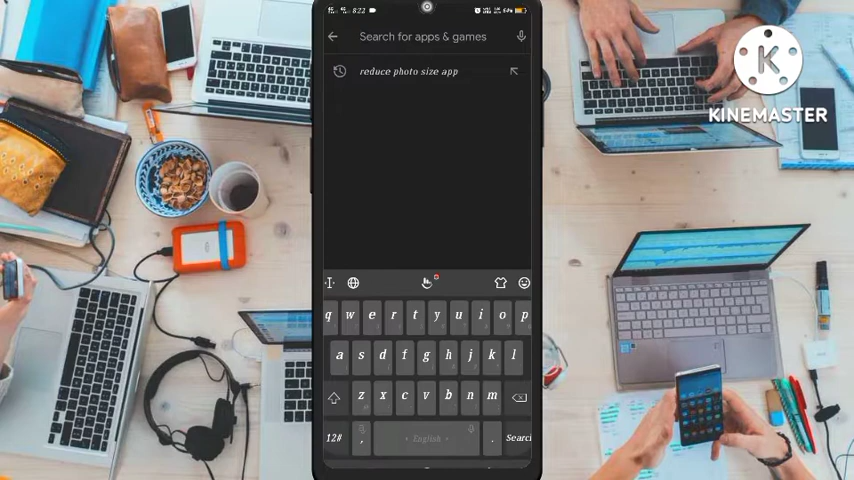 8:22
Search for apps & games
reduce photo size app
KINEMASTER
q w e r t y u i o p
a s d f g h j k l
z x c v b n m
12# , • English • . Search